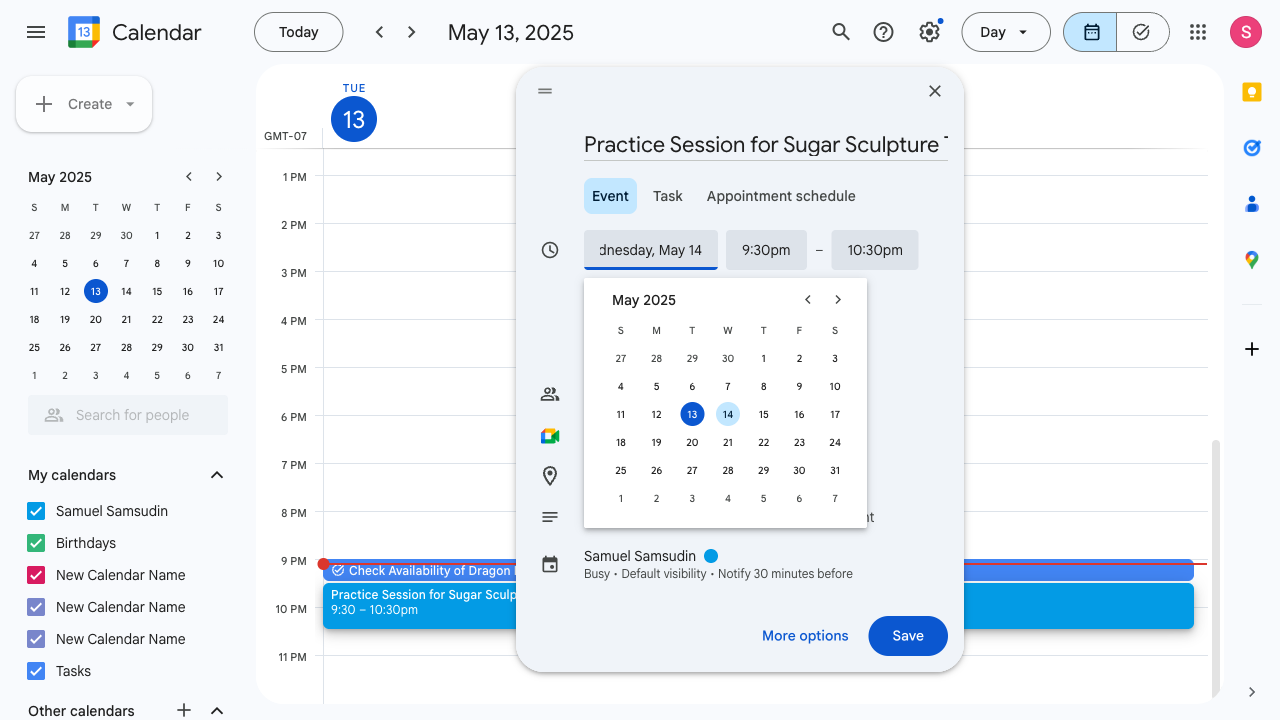 13
Calendar
Today
May 13, 2025
Day
S
Create
May 2025
S M T W T F S
27 28 29 30 1 2 3
4 5 6 7 8 9 10
11 12 13 14 15 16 17
18 19 20 21 22 23 24
25 26 27 28 29 30 31
1 2 3 4 5 6 7
Search for people
My calendars
Samuel Samsudin
Birthdays
New Calendar Name
New Calendar Name
New Calendar Name
Tasks
Other calendars
TUE
13
GMT-07
1 PM
2 PM
3 PM
4 PM
5 PM
6 PM
7 PM
8 PM
9 PM
10 PM
11 PM
Check Availability of Dragon
Practice Session for Sugar Sculp
9:30 – 10:30pm
Practice Session for Sugar Sculpture
Event Task Appointment schedule
dnesday, May 14 9:30pm – 10:30pm
May 2025
S M T W T F S
27 28 29 30 1 2 3
4 5 6 7 8 9 10
11 12 13 14 15 16 17
18 19 20 21 22 23 24
25 26 27 28 29 30 31
1 2 3 4 5 6 7
Samuel Samsudin
Busy • Default visibility • Notify 30 minutes before
More options
Save